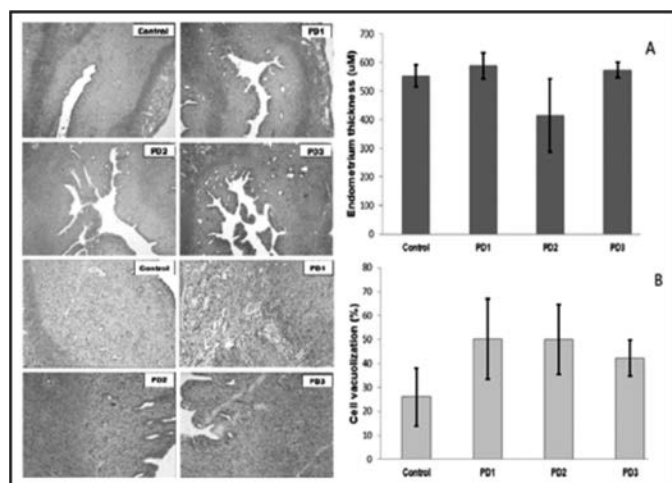 Control
PD1
PD2
PD3
Control
PD1
PD2
PD3
A
Endometrium thickness (uM)
700
600
500
400
300
200
100
0
Control PD1 PD2 PD3
B
Cell vacuolization (%)
80
70
60
50
40
30
20
10
0
Control PD1 PD2 PD3